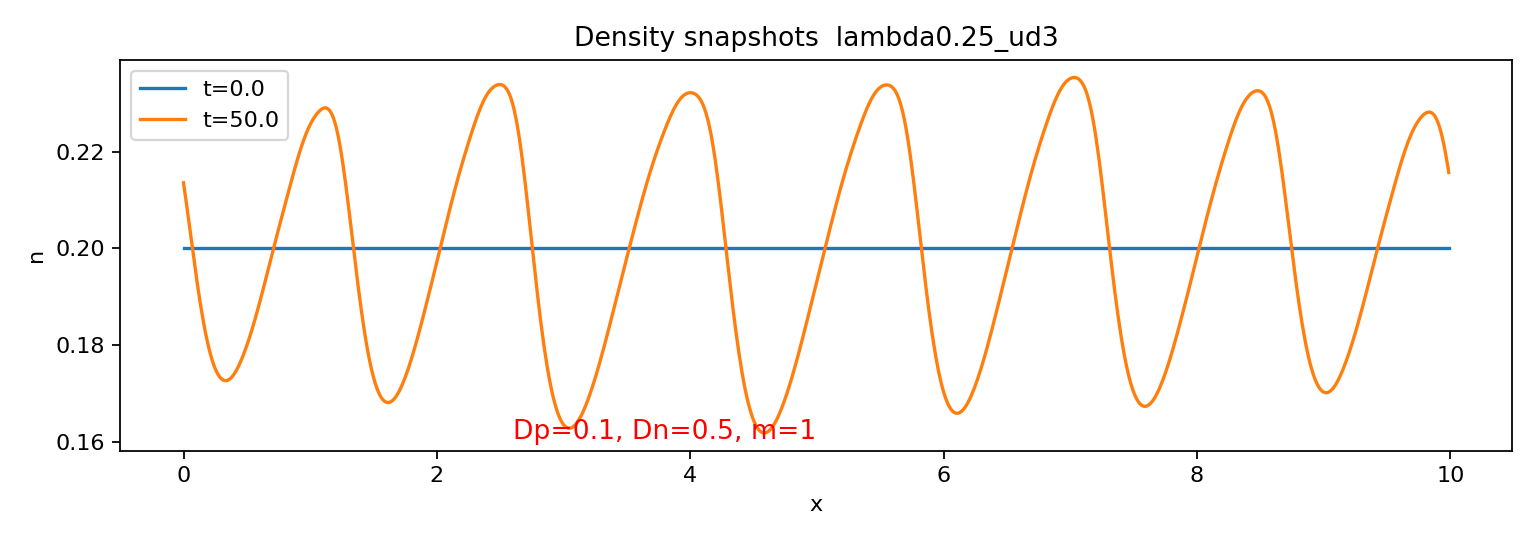 Density snapshots  lambda0.25_ud3
t=0.0
t=50.0
n
0.22
0.20
0.18
0.16
Dp=0.1, Dn=0.5, m=1
0 2 4 6 8 10
x